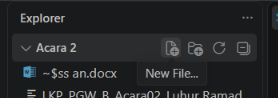 Explorer
Acara 2
~$ss an.docx
New File...
LKP_PGW_B_Acara02_Luhur Ramad